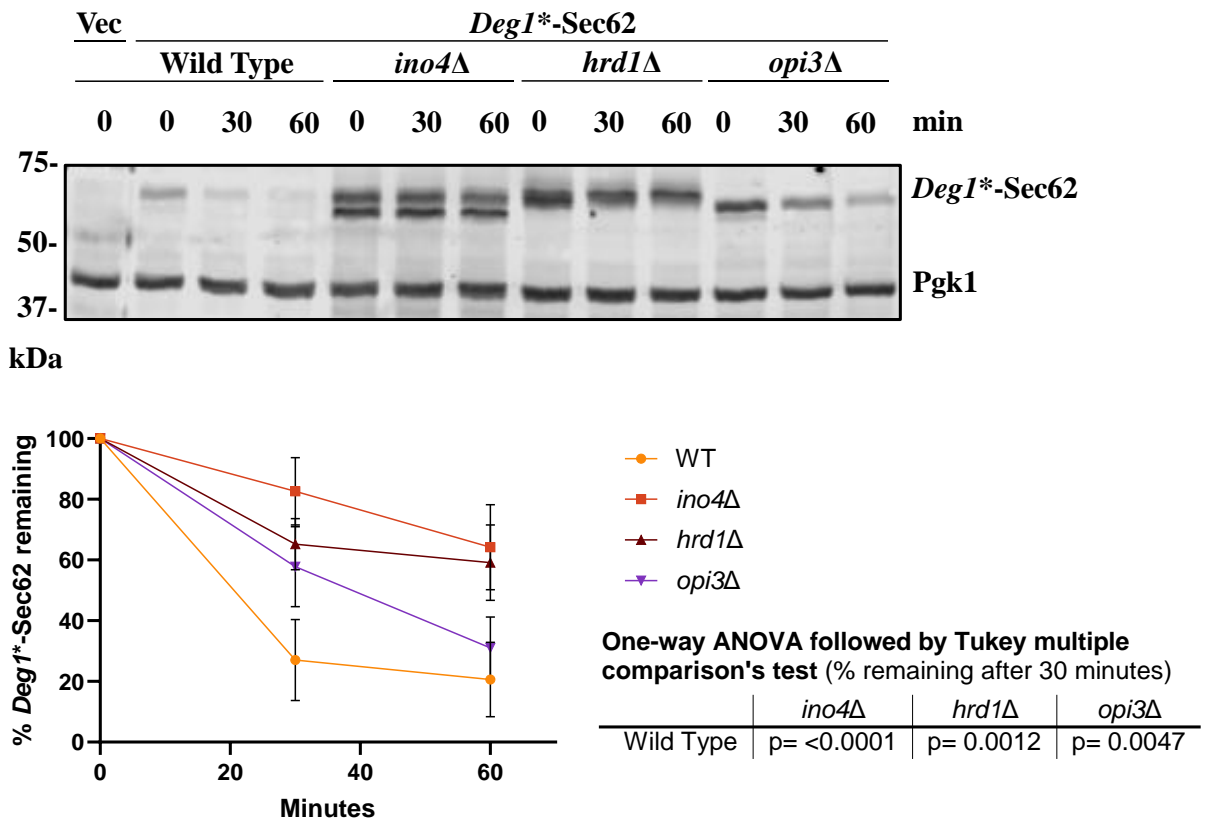 Vec Deg1*-Sec62
Wild Type ino4Δ hrd1Δ opi3Δ
0 0 30 60 0 30 60 0 30 60 0 30 60 min
75-
Deg1*-Sec62
50-
Pgk1
37-
kDa
% Deg1*-Sec62 remaining
100
80
60
40
20
0
0 20 40 60
Minutes
WT
ino4Δ
hrd1Δ
opi3Δ
One-way ANOVA followed by Tukey multiple
comparison's test (% remaining after 30 minutes)
ino4Δ hrd1Δ opi3Δ
Wild Type p= <0.0001 p= 0.0012 p= 0.0047